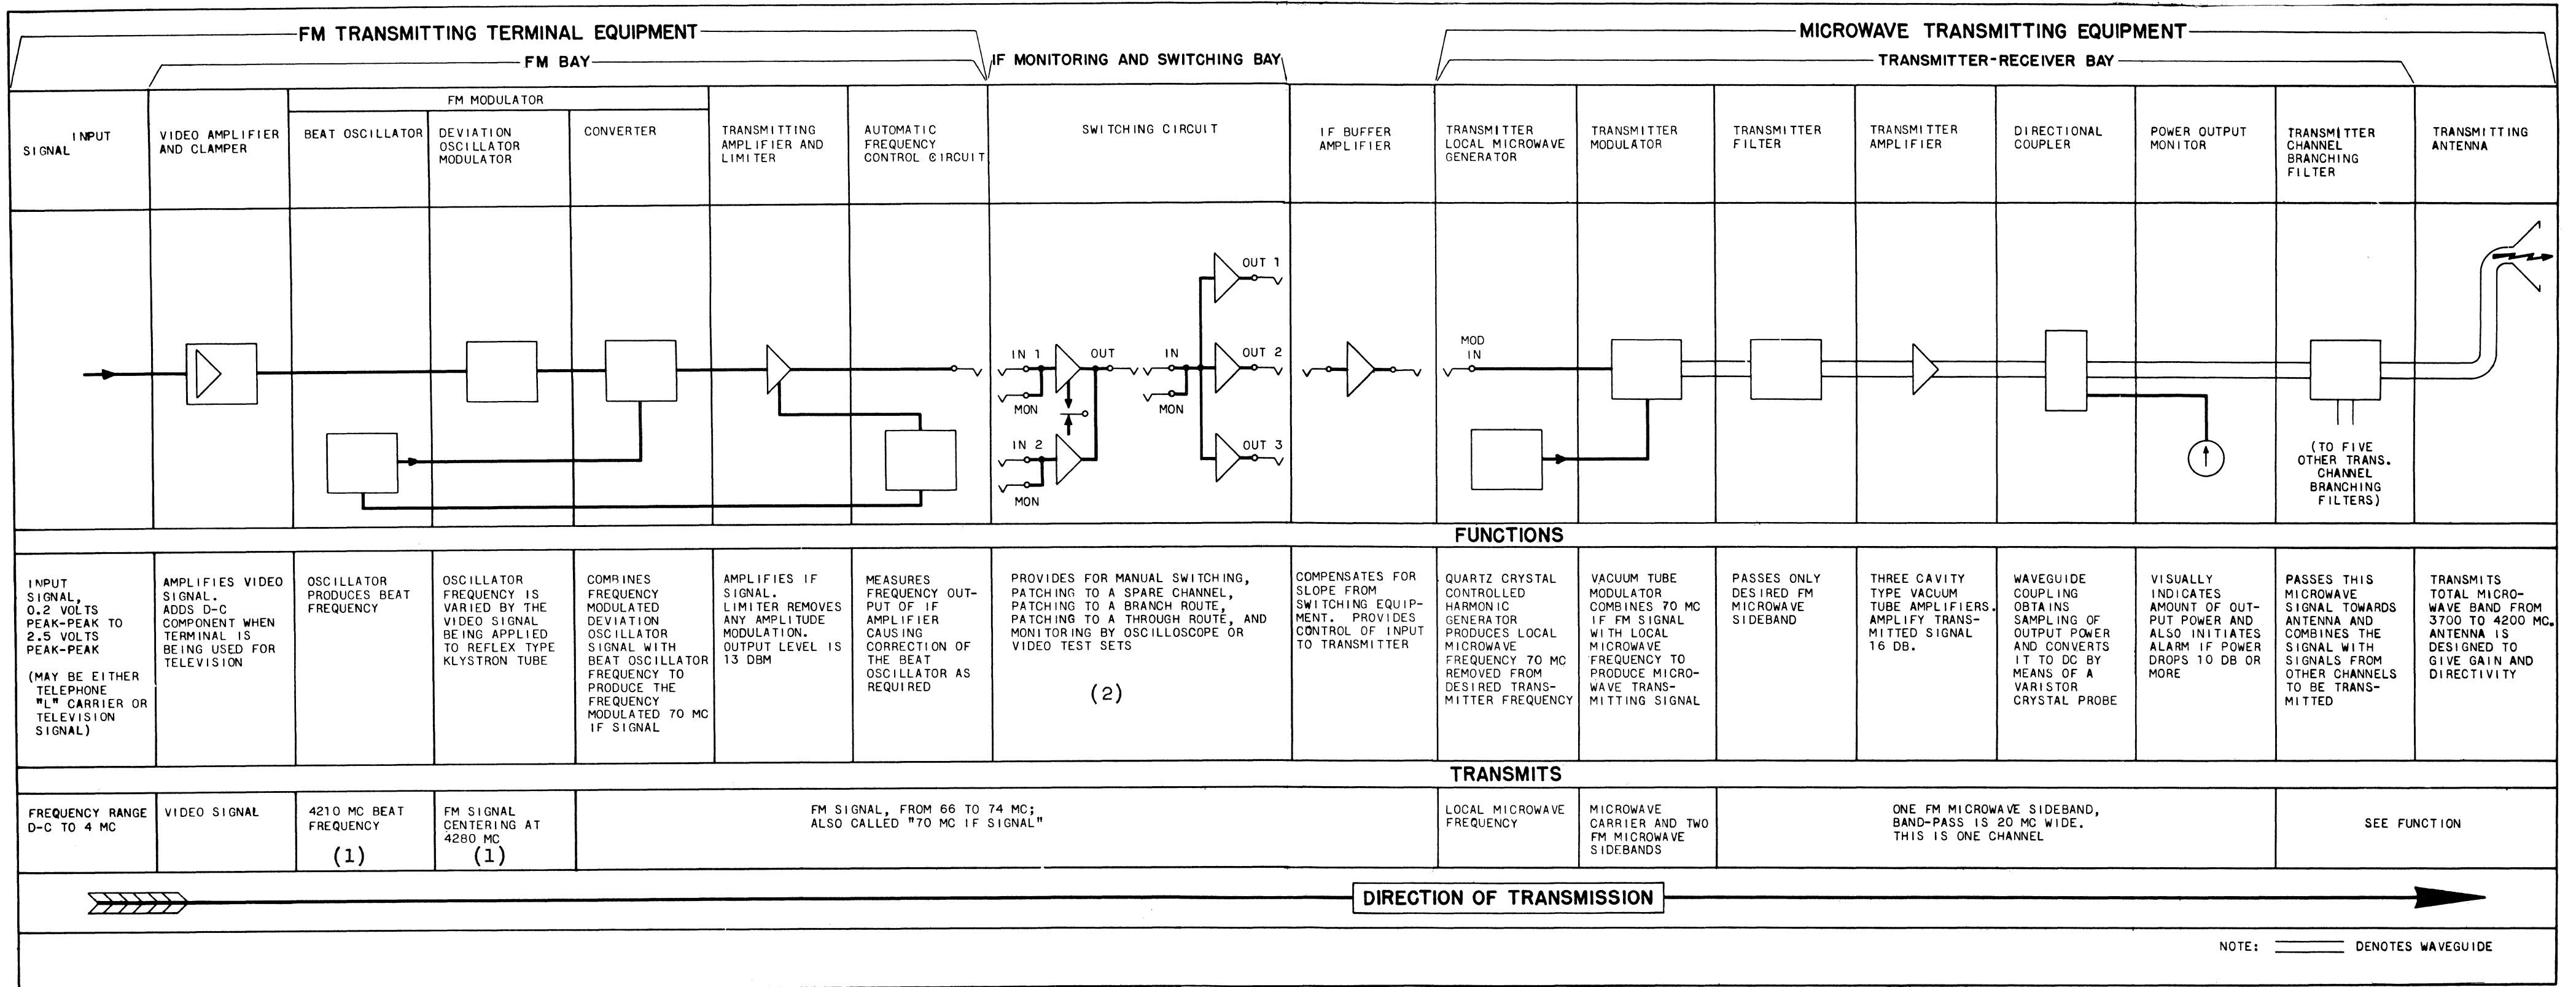 FM TRANSMITTING TERMINAL EQUIPMENT
MICROWAVE TRANSMITTING EQUIPMENT
FM BAY
IF MONITORING AND SWITCHING BAY
TRANSMITTER-RECEIVER BAY
FM MODULATOR
INPUT
SIGNAL
VIDEO AMPLIFIER
AND CLAMPER
BEAT OSCILLATOR
DEVIATION
OSCILLATOR
MODULATOR
CONVERTER
TRANSMITTING
AMPLIFIER AND
LIMITER
AUTOMATIC
FREQUENCY
CONTROL CIRCUIT
SWITCHING CIRCUIT
IF BUFFER
AMPLIFIER
TRANSMITTER
LOCAL MICROWAVE
GENERATOR
TRANSMITTER
MODULATOR
TRANSMITTER
FILTER
TRANSMITTER
AMPLIFIER
DIRECTIONAL
COUPLER
POWER OUTPUT
MONITOR
TRANSMITTER
CHANNEL
BRANCHING
FILTER
TRANSMITTING
ANTENNA
OUT 1
IN 1
OUT
IN
OUT 2
MON
MON
IN 2
OUT 3
MON
MOD
IN
(TO FIVE
OTHER TRANS.
CHANNEL
BRANCHING
FILTERS)
FUNCTIONS
INPUT
SIGNAL,
0.2 VOLTS
PEAK-PEAK TO
2.5 VOLTS
PEAK-PEAK
(MAY BE EITHER
TELEPHONE
"L" CARRIER OR
TELEVISION
SIGNAL)
AMPLIFIES VIDEO
SIGNAL.
ADDS D-C
COMPONENT WHEN
TERMINAL IS
BEING USED FOR
TELEVISION
OSCILLATOR
PRODUCES BEAT
FREQUENCY
OSCILLATOR
FREQUENCY IS
VARIED BY THE
VIDEO SIGNAL
BEING APPLIED
TO REFLEX TYPE
KLYSTRON TUBE
COMBINES
FREQUENCY
MODULATED
DEVIATION
OSCILLATOR
SIGNAL WITH
BEAT OSCILLATOR
FREQUENCY TO
PRODUCE THE
FREQUENCY
MODULATED 70 MC
IF SIGNAL
AMPLIFIES IF
SIGNAL.
LIMITER REMOVES
ANY AMPLITUDE
MODULATION.
OUTPUT LEVEL IS
13 DBM
MEASURES
FREQUENCY OUT-
PUT OF IF
AMPLIFIER
CAUSING
CORRECTION OF
THE BEAT
OSCILLATOR AS
REQUIRED
PROVIDES FOR MANUAL SWITCHING,
PATCHING TO A SPARE CHANNEL,
PATCHING TO A BRANCH ROUTE,
PATCHING TO A THROUGH ROUTE, AND
MONITORING BY OSCILLOSCOPE OR
VIDEO TEST SETS
(2)
COMPENSATES FOR
SLOPE FROM
SWITCHING EQUIP-
MENT. PROVIDES
CONTROL OF INPUT
TO TRANSMITTER
QUARTZ CRYSTAL
CONTROLLED
HARMONIC
GENERATOR
PRODUCES LOCAL
MICROWAVE
FREQUENCY 70 MC
REMOVED FROM
DESIRED TRANS-
MITTER FREQUENCY
VACUUM TUBE
MODULATOR
COMBINES 70 MC
IF FM SIGNAL
WITH LOCAL
MICROWAVE
FREQUENCY TO
PRODUCE MICRO-
WAVE TRANS-
MITTING SIGNAL
PASSES ONLY
DESIRED FM
MICROWAVE
SIDEBAND
THREE CAVITY
TYPE VACUUM
TUBE AMPLIFIERS.
AMPLIFY TRANS-
MITTED SIGNAL
16 DB.
WAVEGUIDE
COUPLING
OBTAINS
SAMPLING OF
OUTPUT POWER
AND CONVERTS
IT TO DC BY
MEANS OF A
VARISTOR
CRYSTAL PROBE
VISUALLY
INDICATES
AMOUNT OF OUT-
PUT POWER AND
ALSO INITIATES
ALARM IF POWER
DROPS 10 DB OR
MORE
PASSES THIS
MICROWAVE
SIGNAL TOWARDS
ANTENNA AND
COMBINES THE
SIGNAL WITH
SIGNALS FROM
OTHER CHANNELS
TO BE TRANS-
MITTED
TRANSMITS
TOTAL MICRO-
WAVE BAND FROM
3700 TO 4200 MC.
ANTENNA IS
DESIGNED TO
GIVE GAIN AND
DIRECTIVITY
TRANSMITS
FREQUENCY RANGE
D-C TO 4 MC
VIDEO SIGNAL
4210 MC BEAT
FREQUENCY
(1)
FM SIGNAL
CENTERING AT
4280 MC
(1)
FM SIGNAL, FROM 66 TO 74 MC;
ALSO CALLED "70 MC IF SIGNAL"
LOCAL MICROWAVE
FREQUENCY
MICROWAVE
CARRIER AND TWO
FM MICROWAVE
SIDEBANDS
ONE FM MICROWAVE SIDEBAND,
BAND-PASS IS 20 MC WIDE.
THIS IS ONE CHANNEL
SEE FUNCTION
DIRECTION OF TRANSMISSION
NOTE: DENOTES WAVEGUIDE